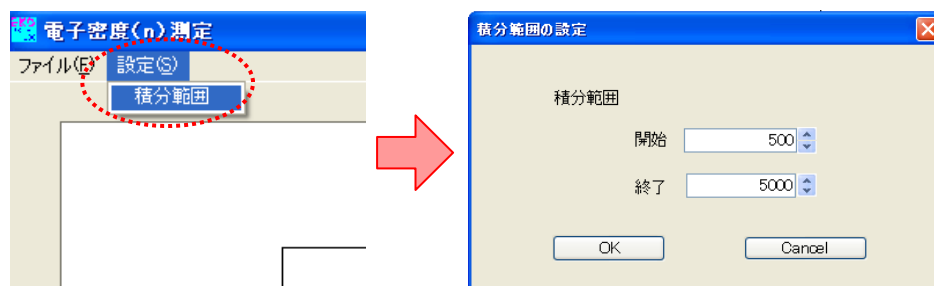 電子密度(n)測定
ファイル(F) 設定(S)
積分範囲
積分範囲の設定
積分範囲
開始 500
終了 5000
OK Cancel